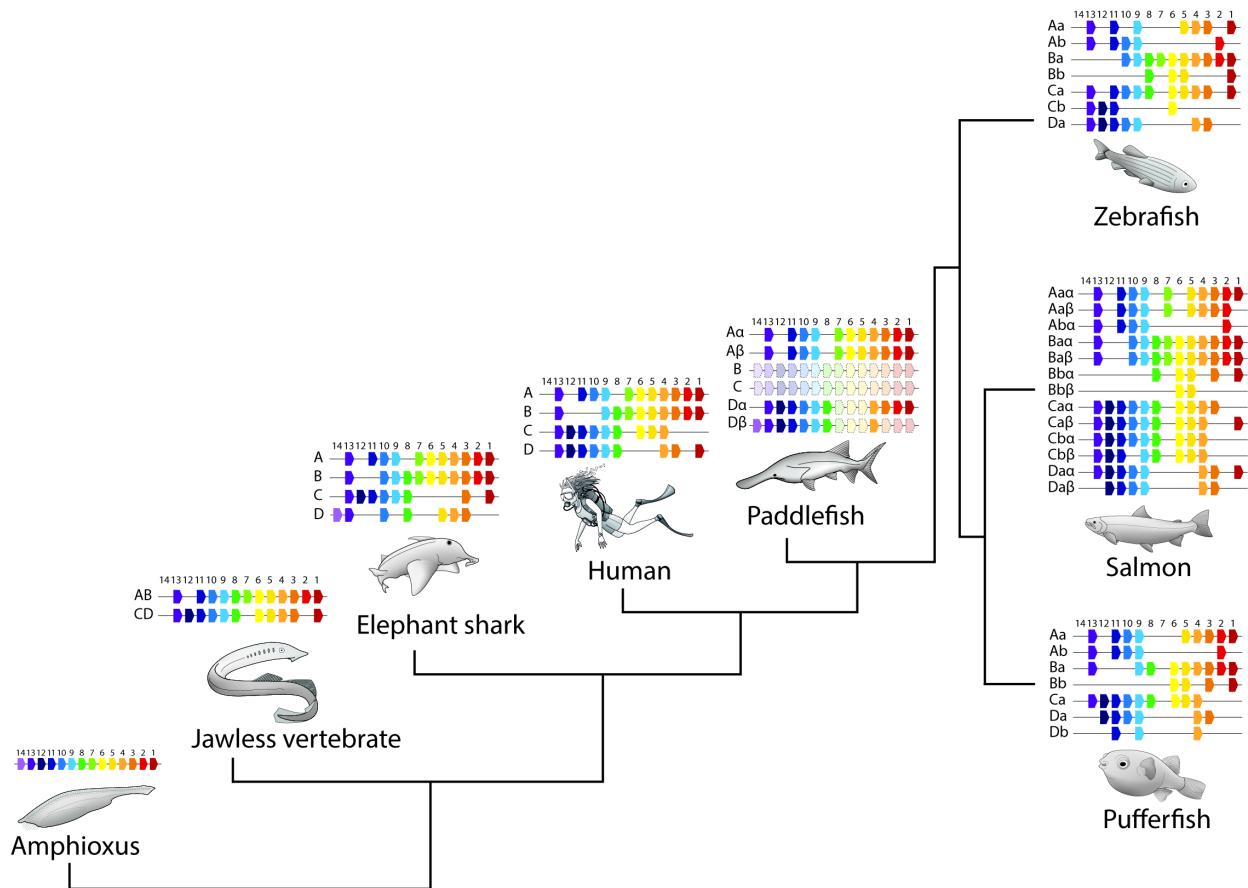 14 13 12 11 10 9 8 7 6 5 4 3 2 1
Aa
Ab
Ba
Bb
Ca
Cb
Da
Zebrafish
14 13 12 11 10 9 8 7 6 5 4 3 2 1
Aaα
Aaβ
Abα
Baα
Baβ
Bbα
Bbβ
Caα
Caβ
Cbα
Cbβ
Daα
Daβ
Salmon
14 13 12 11 10 9 8 7 6 5 4 3 2 1
Aα
Aβ
B
C
Dα
Dβ
Paddlefish
14 13 12 11 10 9 8 7 6 5 4 3 2 1
A
B
C
D
Human
14 13 12 11 10 9 8 7 6 5 4 3 2 1
A
B
C
D
Elephant shark
14 13 12 11 10 9 8 7 6 5 4 3 2 1
AB
CD
Jawless vertebrate
14 13 12 11 10 9 8 7 6 5 4 3 2 1
Amphioxus
14 13 12 11 10 9 8 7 6 5 4 3 2 1
Aa
Ab
Ba
Bb
Ca
Da
Db
Pufferfish